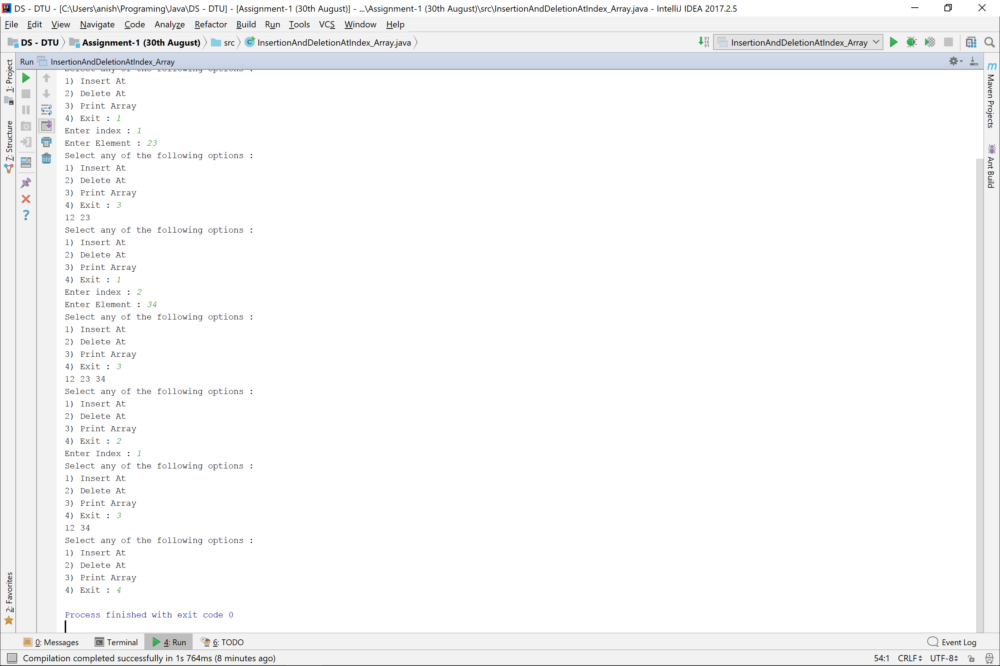 DS - DTU - [C:\Users\anish\Programing\Java\DS - DTU] - [Assignment-1 (30th August)] - ...\Assignment-1 (30th August)\src\InsertionAndDeletionAtIndex_Array.java - IntelliJ IDEA 2017.2.5
File Edit View Navigate Code Analyze Refactor Build Run Tools VCS Window Help
DS - DTU Assignment-1 (30th August) src InsertionAndDeletionAtIndex_Array.java InsertionAndDeletionAtIndex_Array
Run InsertionAndDeletionAtIndex_Array
1: Project
7: Structure
2: Favorites
Select any of the following options :
1) Insert At
2) Delete At
3) Print Array
4) Exit : 1
Enter index : 1
Enter Element : 23
Select any of the following options :
1) Insert At
2) Delete At
3) Print Array
4) Exit : 3
12 23
Select any of the following options :
1) Insert At
2) Delete At
3) Print Array
4) Exit : 1
Enter index : 2
Enter Element : 34
Select any of the following options :
1) Insert At
2) Delete At
3) Print Array
4) Exit : 3
12 23 34
Select any of the following options :
1) Insert At
2) Delete At
3) Print Array
4) Exit : 2
Enter Index : 1
Select any of the following options :
1) Insert At
2) Delete At
3) Print Array
4) Exit : 3
12 34
Select any of the following options :
1) Insert At
2) Delete At
3) Print Array
4) Exit : 4
Process finished with exit code 0
m Maven Projects
Ant Build
0: Messages Terminal 4: Run 6: TODO Event Log
Compilation completed successfully in 1s 764ms (8 minutes ago) 54:1 CRLF UTF-8